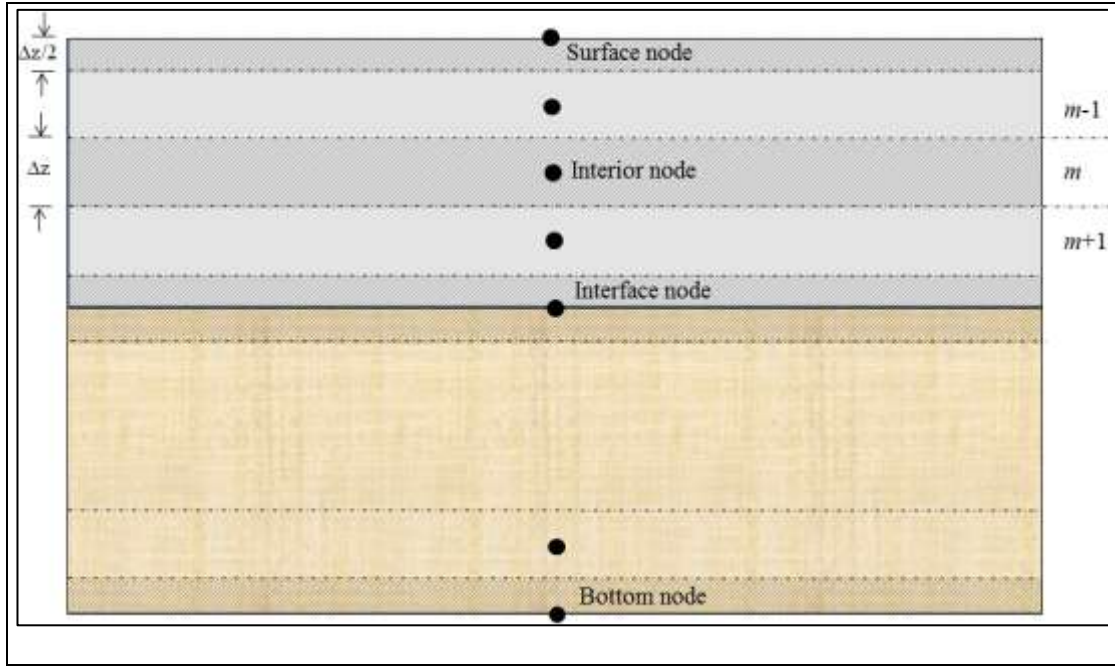 Δz/2
Surface node
m-1
Δz
Interior node
m
m+1
Interface node
Bottom node